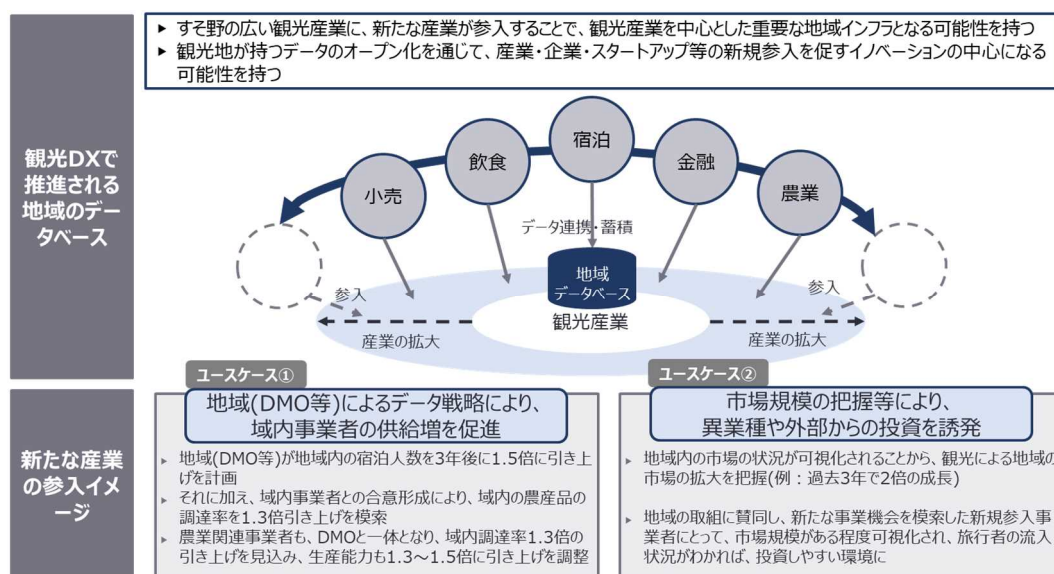 ▶ すそ野の広い観光産業に、新たな産業が参入することで、観光産業を中心とした重要な地域インフラとなる可能性を持つ
▶ 観光地が持つデータのオープン化を通じて、産業・企業・スタートアップ等の新規参入を促すイノベーションの中心になる
可能性を持つ
観光DXで
推進される
地域のデー
タベース
宿泊
飲食
金融
小売
農業
データ連携・蓄積
地域
データベース
参入
参入
観光産業
産業の拡大
産業の拡大
新たな産業
の参入イメ
ージ
ユースケース①
地域(DMO等)によるデータ戦略により、
域内事業者の供給増を促進
▶ 地域(DMO等)が地域内の宿泊人数を3年後に1.5倍に引き上
げを計画
▶ それに加え、域内事業者との合意形成により、域内の農産品の
調達率を1.3倍引き上げを模索
▶ 農業関連事業者も、DMOと一体となり、域内調達率1.3倍の
引き上げを見込み、生産能力も1.3～1.5倍に引き上げを調整
ユースケース②
市場規模の把握等により、
異業種や外部からの投資を誘発
▶ 地域内の市場の状況が可視化されることから、観光による地域の
市場の拡大を把握(例：過去3年で2倍の成長)
▶ 地域の取組に賛同し、新たな事業機会を模索した新規参入事
業者にとって、市場規模がある程度可視化され、旅行者の流入
状況がわかれば、投資しやすい環境に